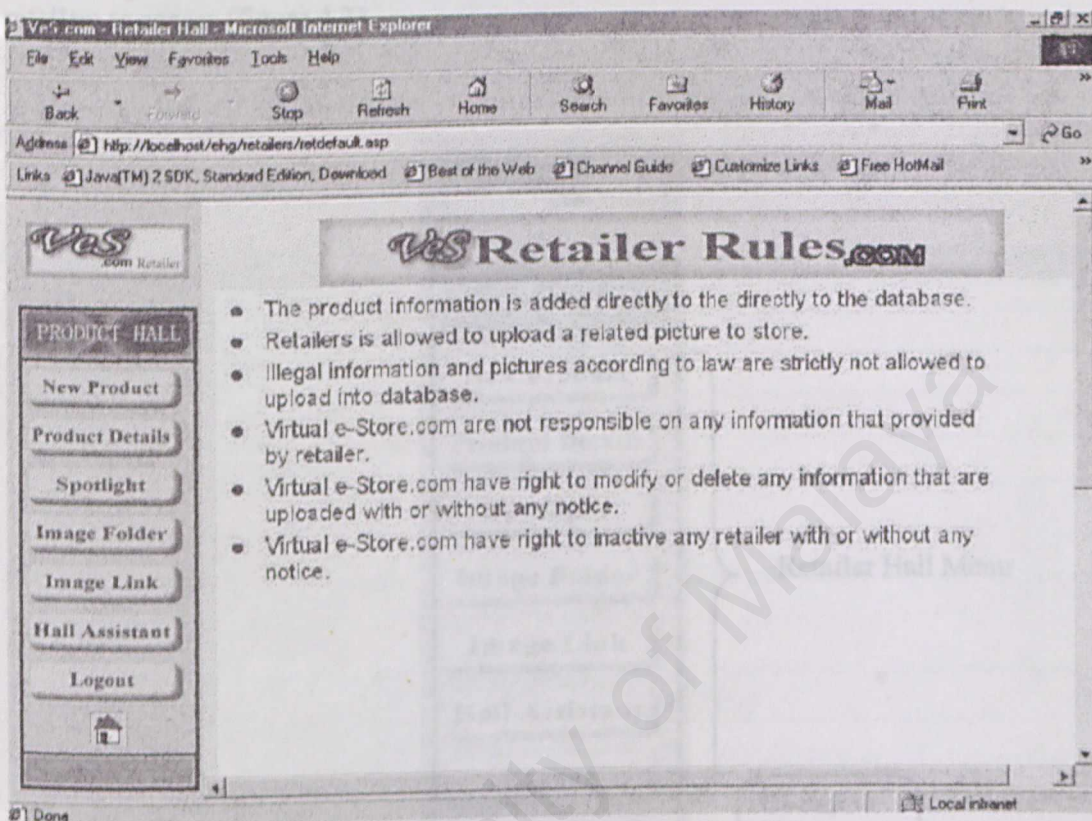 VeS.com - Retailer Hall - Microsoft Internet Explorer
File Edit View Favorites Tools Help
Back Forward Stop Refresh Home Search Favorites History Mail Print
Address http://localhost/ehg/retailers/retdefault.asp Go
Links Java(TM) 2 SDK, Standard Edition, Download Best of the Web Channel Guide Customize Links Free HotMail
VeS .com Retailer
VeS Retailer Rules.COM
PRODUCT HALL
New Product
Product Details
Spotlight
Image Folder
Image Link
Hall Assistant
Logout
The product information is added directly to the directly to the database.
Retailers is allowed to upload a related picture to store.
Illegal information and pictures according to law are strictly not allowed to
upload into database.
Virtual e-Store.com are not responsible on any information that provided
by retailer.
Virtual e-Store.com have right to modify or delete any information that are
uploaded with or without any notice.
Virtual e-Store.com have right to inactive any retailer with or without any
notice.
Done Local intranet